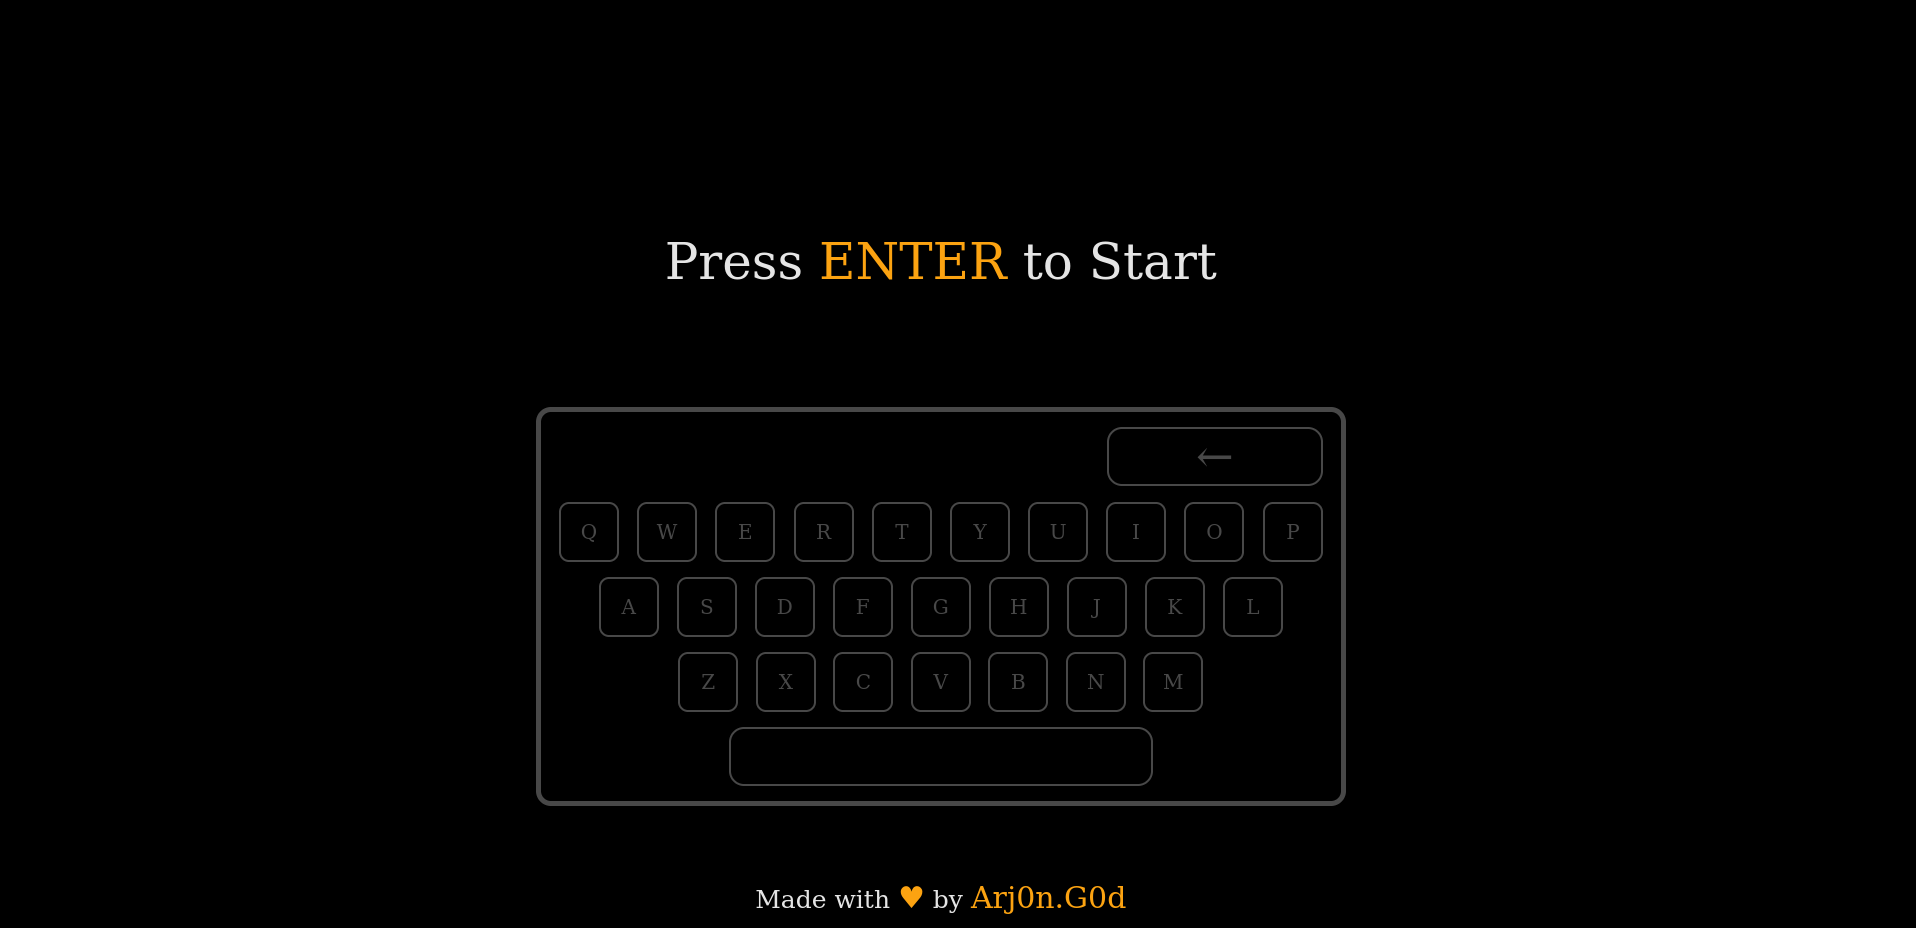 Press ENTER to Start
←
Q W E R T Y U I O P
A S D F G H J K L
Z X C V B N M
Made with ♥ by Arj0n.G0d